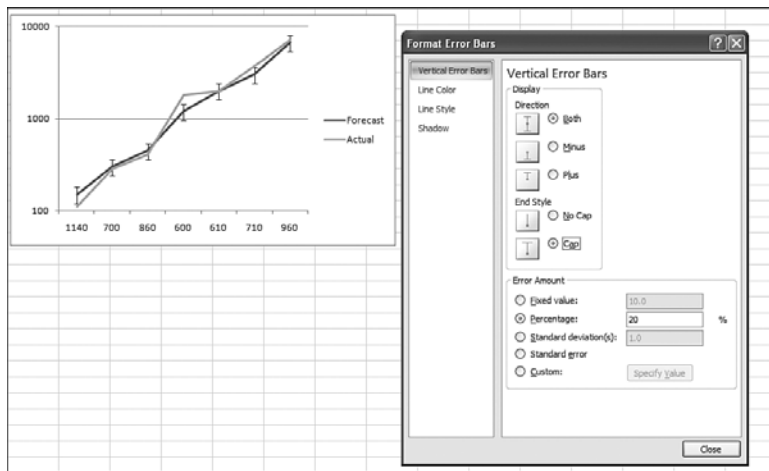 10000
1000
100
1140 700 860 600 610 710 960
Forecast
Actual
Format Error Bars
Vertical Error Bars
Line Color
Line Style
Shadow
Vertical Error Bars
Display
Direction
Both
Minus
Plus
End Style
No Cap
Cap
Error Amount
Fixed value: 10.0
Percentage: 20 %
Standard deviation(s): 1.0
Standard error
Custom: Specify Value
Close